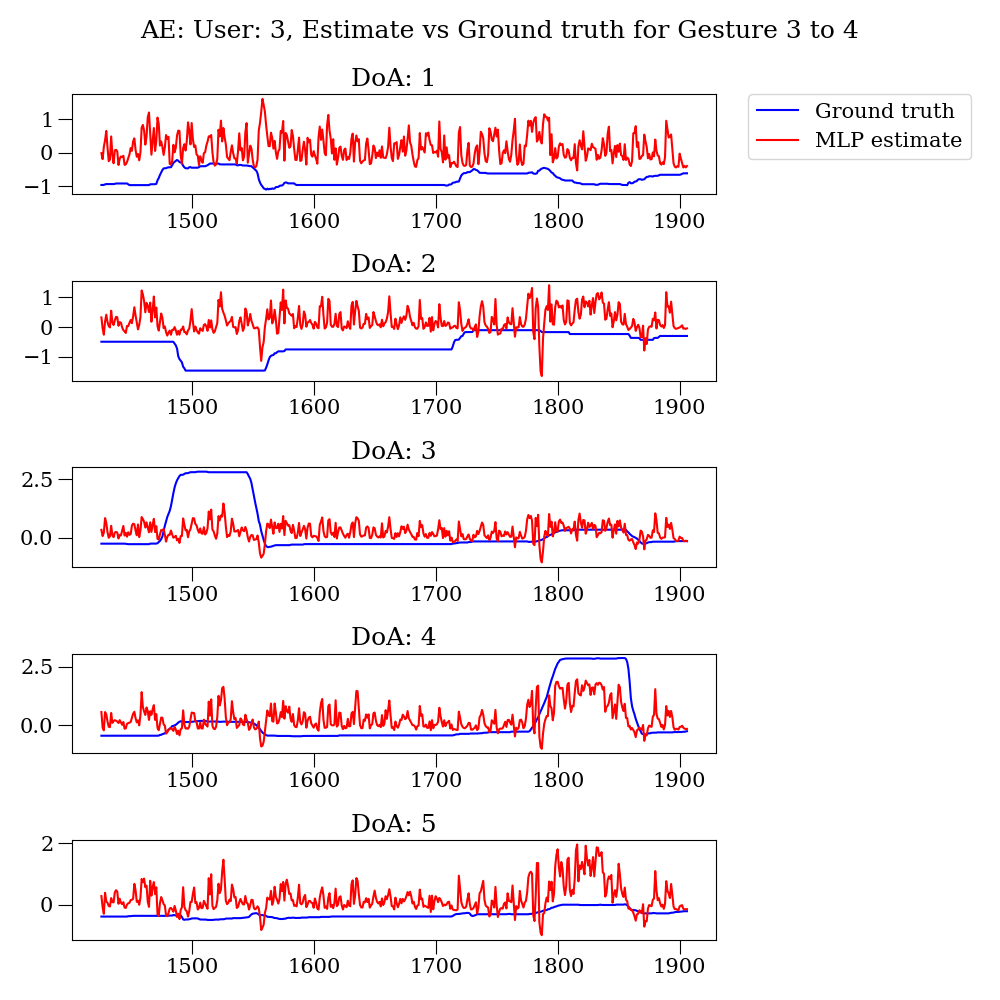 AE: User: 3, Estimate vs Ground truth for Gesture 3 to 4
DoA: 1
Ground truth
MLP estimate
1
0
−1
1500 1600 1700 1800 1900
DoA: 2
1
0
−1
1500 1600 1700 1800 1900
DoA: 3
2.5
0.0
1500 1600 1700 1800 1900
DoA: 4
2.5
0.0
1500 1600 1700 1800 1900
DoA: 5
2
0
1500 1600 1700 1800 1900